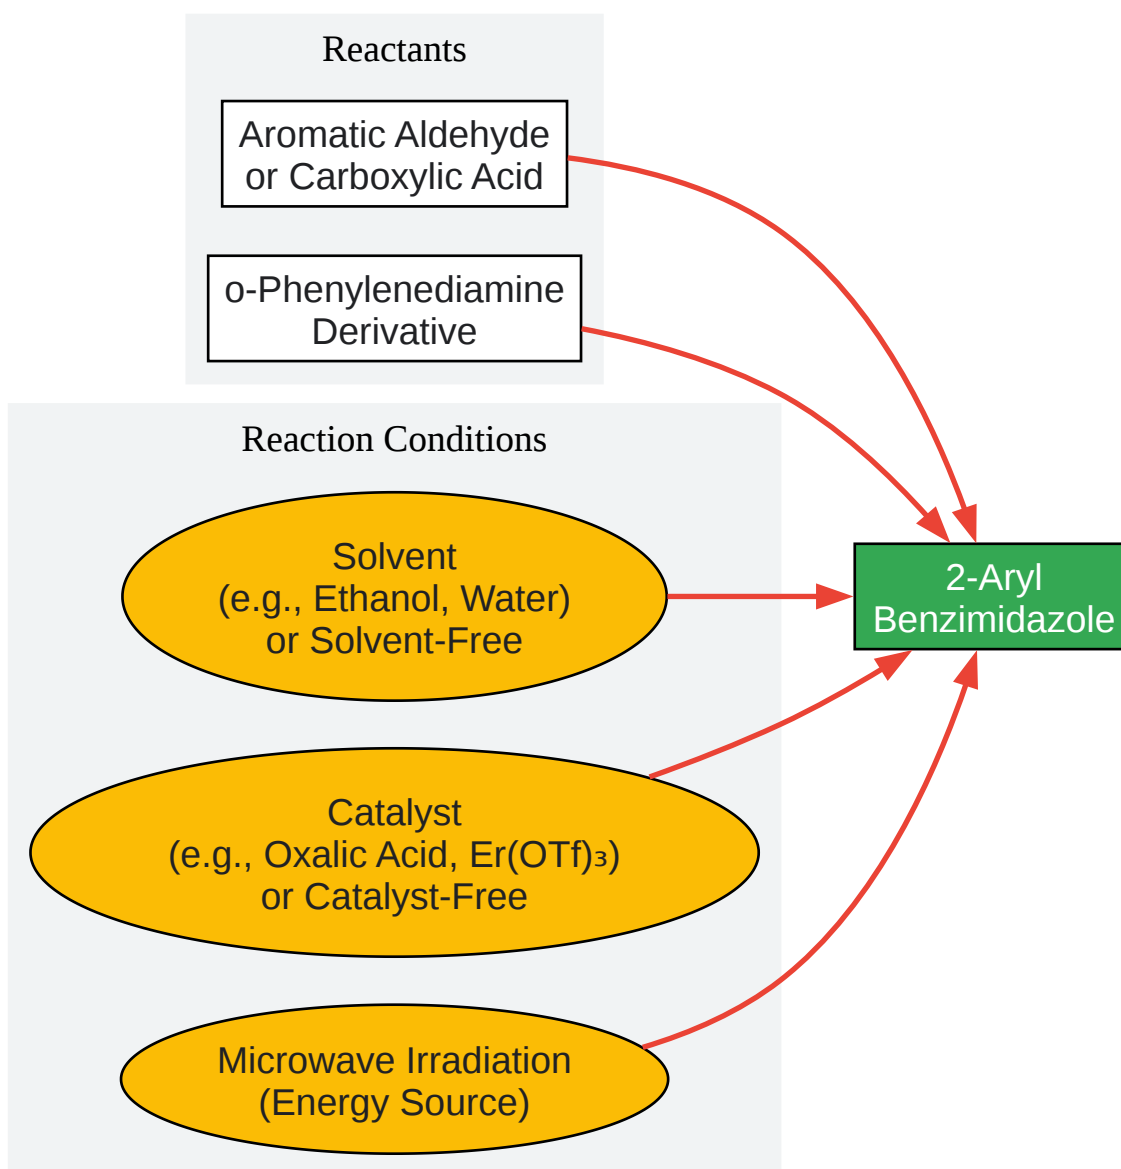 Reactants
Aromatic Aldehyde
or Carboxylic Acid
o-Phenylenediamine
Derivative
Reaction Conditions
Solvent
(e.g., Ethanol, Water)
or Solvent-Free
Catalyst
(e.g., Oxalic Acid, Er(OTf)₃)
or Catalyst-Free
Microwave Irradiation
(Energy Source)
2-Aryl
Benzimidazole